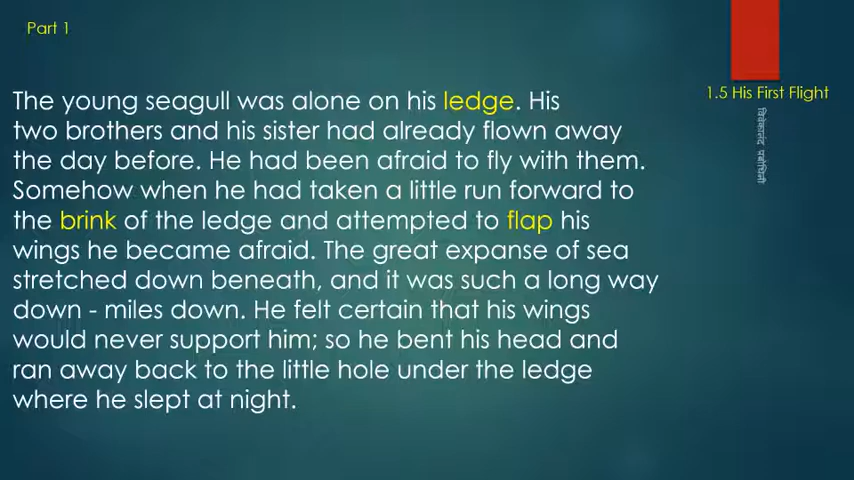 Part 1
1.5 His First Flight
The young seagull was alone on his ledge. His
two brothers and his sister had already flown away
the day before. He had been afraid to fly with them.
Somehow when he had taken a little run forward to
the brink of the ledge and attempted to flap his
wings he became afraid. The great expanse of sea
stretched down beneath, and it was such a long way
down - miles down. He felt certain that his wings
would never support him; so he bent his head and
ran away back to the little hole under the ledge
where he slept at night.